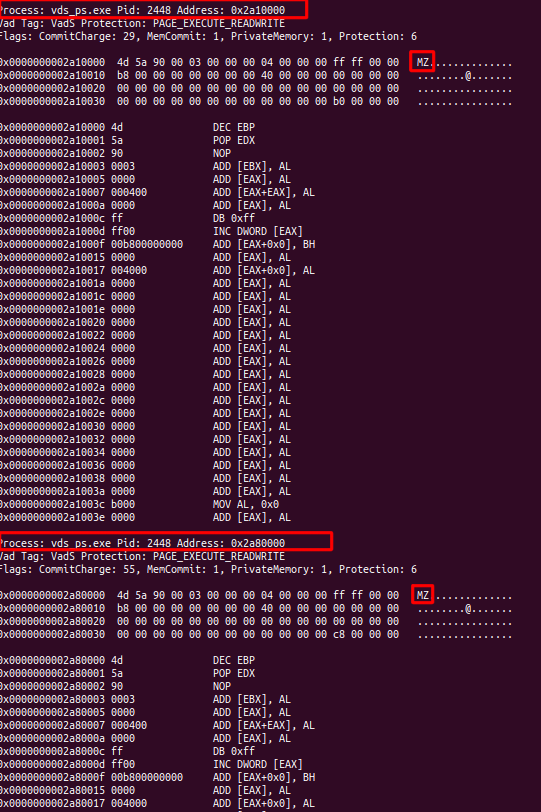 Process: vds_ps.exe Pid: 2448 Address: 0x2a10000
Vad Tag: VadS Protection: PAGE_EXECUTE_READWRITE
Flags: CommitCharge: 29, MemCommit: 1, PrivateMemory: 1, Protection: 6
0x0000000002a10000 4d 5a 90 00 03 00 00 00 04 00 00 00 ff ff 00 00 MZ..............
0x0000000002a10010 b8 00 00 00 00 00 00 00 40 00 00 00 00 00 00 00 ........@.......
0x0000000002a10020 00 00 00 00 00 00 00 00 00 00 00 00 00 00 00 00 ................
0x0000000002a10030 00 00 00 00 00 00 00 00 00 00 00 00 b0 00 00 00 ................
0x0000000002a10000 4d DEC EBP
0x0000000002a10001 5a POP EDX
0x0000000002a10002 90 NOP
0x0000000002a10003 0003 ADD [EBX], AL
0x0000000002a10005 0000 ADD [EAX], AL
0x0000000002a10007 000400 ADD [EAX+EAX], AL
0x0000000002a1000a 0000 ADD [EAX], AL
0x0000000002a1000c ff DB 0xff
0x0000000002a1000d ff00 INC DWORD [EAX]
0x0000000002a1000f 00b800000000 ADD [EAX+0x0], BH
0x0000000002a10015 0000 ADD [EAX], AL
0x0000000002a10017 004000 ADD [EAX+0x0], AL
0x0000000002a1001a 0000 ADD [EAX], AL
0x0000000002a1001c 0000 ADD [EAX], AL
0x0000000002a1001e 0000 ADD [EAX], AL
0x0000000002a10020 0000 ADD [EAX], AL
0x0000000002a10022 0000 ADD [EAX], AL
0x0000000002a10024 0000 ADD [EAX], AL
0x0000000002a10026 0000 ADD [EAX], AL
0x0000000002a10028 0000 ADD [EAX], AL
0x0000000002a1002a 0000 ADD [EAX], AL
0x0000000002a1002c 0000 ADD [EAX], AL
0x0000000002a1002e 0000 ADD [EAX], AL
0x0000000002a10030 0000 ADD [EAX], AL
0x0000000002a10032 0000 ADD [EAX], AL
0x0000000002a10034 0000 ADD [EAX], AL
0x0000000002a10036 0000 ADD [EAX], AL
0x0000000002a10038 0000 ADD [EAX], AL
0x0000000002a1003a 0000 ADD [EAX], AL
0x0000000002a1003c b000 MOV AL, 0x0
0x0000000002a1003e 0000 ADD [EAX], AL
Process: vds_ps.exe Pid: 2448 Address: 0x2a80000
Vad Tag: VadS Protection: PAGE_EXECUTE_READWRITE
Flags: CommitCharge: 55, MemCommit: 1, PrivateMemory: 1, Protection: 6
0x0000000002a80000 4d 5a 90 00 03 00 00 00 04 00 00 00 ff ff 00 00 MZ..............
0x0000000002a80010 b8 00 00 00 00 00 00 00 40 00 00 00 00 00 00 00 ........@.......
0x0000000002a80020 00 00 00 00 00 00 00 00 00 00 00 00 00 00 00 00 ................
0x0000000002a80030 00 00 00 00 00 00 00 00 00 00 00 00 c8 00 00 00 ................
0x0000000002a80000 4d DEC EBP
0x0000000002a80001 5a POP EDX
0x0000000002a80002 90 NOP
0x0000000002a80003 0003 ADD [EBX], AL
0x0000000002a80005 0000 ADD [EAX], AL
0x0000000002a80007 000400 ADD [EAX+EAX], AL
0x0000000002a8000a 0000 ADD [EAX], AL
0x0000000002a8000c ff DB 0xff
0x0000000002a8000d ff00 INC DWORD [EAX]
0x0000000002a8000f 00b800000000 ADD [EAX+0x0], BH
0x0000000002a80015 0000 ADD [EAX], AL
0x0000000002a80017 004000 ADD [EAX+0x0], AL